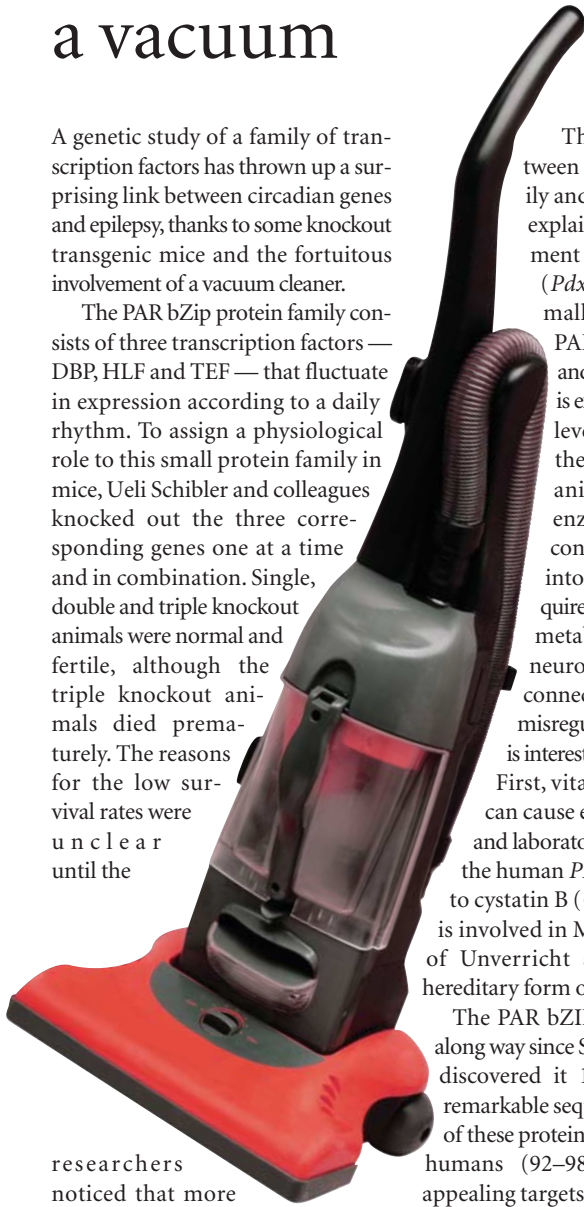 a vacuum
A genetic study of a family of tran-
scription factors has thrown up a sur-
prising link between circadian genes
and epilepsy, thanks to some knockout
transgenic mice and the fortuitous
involvement of a vacuum cleaner.
The PAR bZip protein family con-
sists of three transcription factors —
DBP, HLF and TEF — that fluctuate
in expression according to a daily
rhythm. To assign a physiological
role to this small protein family in
mice, Ueli Schibler and colleagues
knocked out the three corre-
sponding genes one at a time
and in combination. Single,
double and triple knockout
animals were normal and
fertile, although the
triple knockout ani-
mals died prema-
turely. The reasons
for the low sur-
vival rates were
unclear
until the
researchers
noticed that more
Th
tween
ily and
explai
ment
(Pdx
mall
PAR
and
is e
leve
the
ani
enz
con
into
quire
metal
neuro
connec
misregu
is interest
First, vita
can cause e
and laborato
the human P
to cystatin B (
is involved in M
of Unverricht
hereditary form o
The PAR bZI
along way since S
discovered it 1
remarkable seq
of these protein
humans (92–98
appealing targets